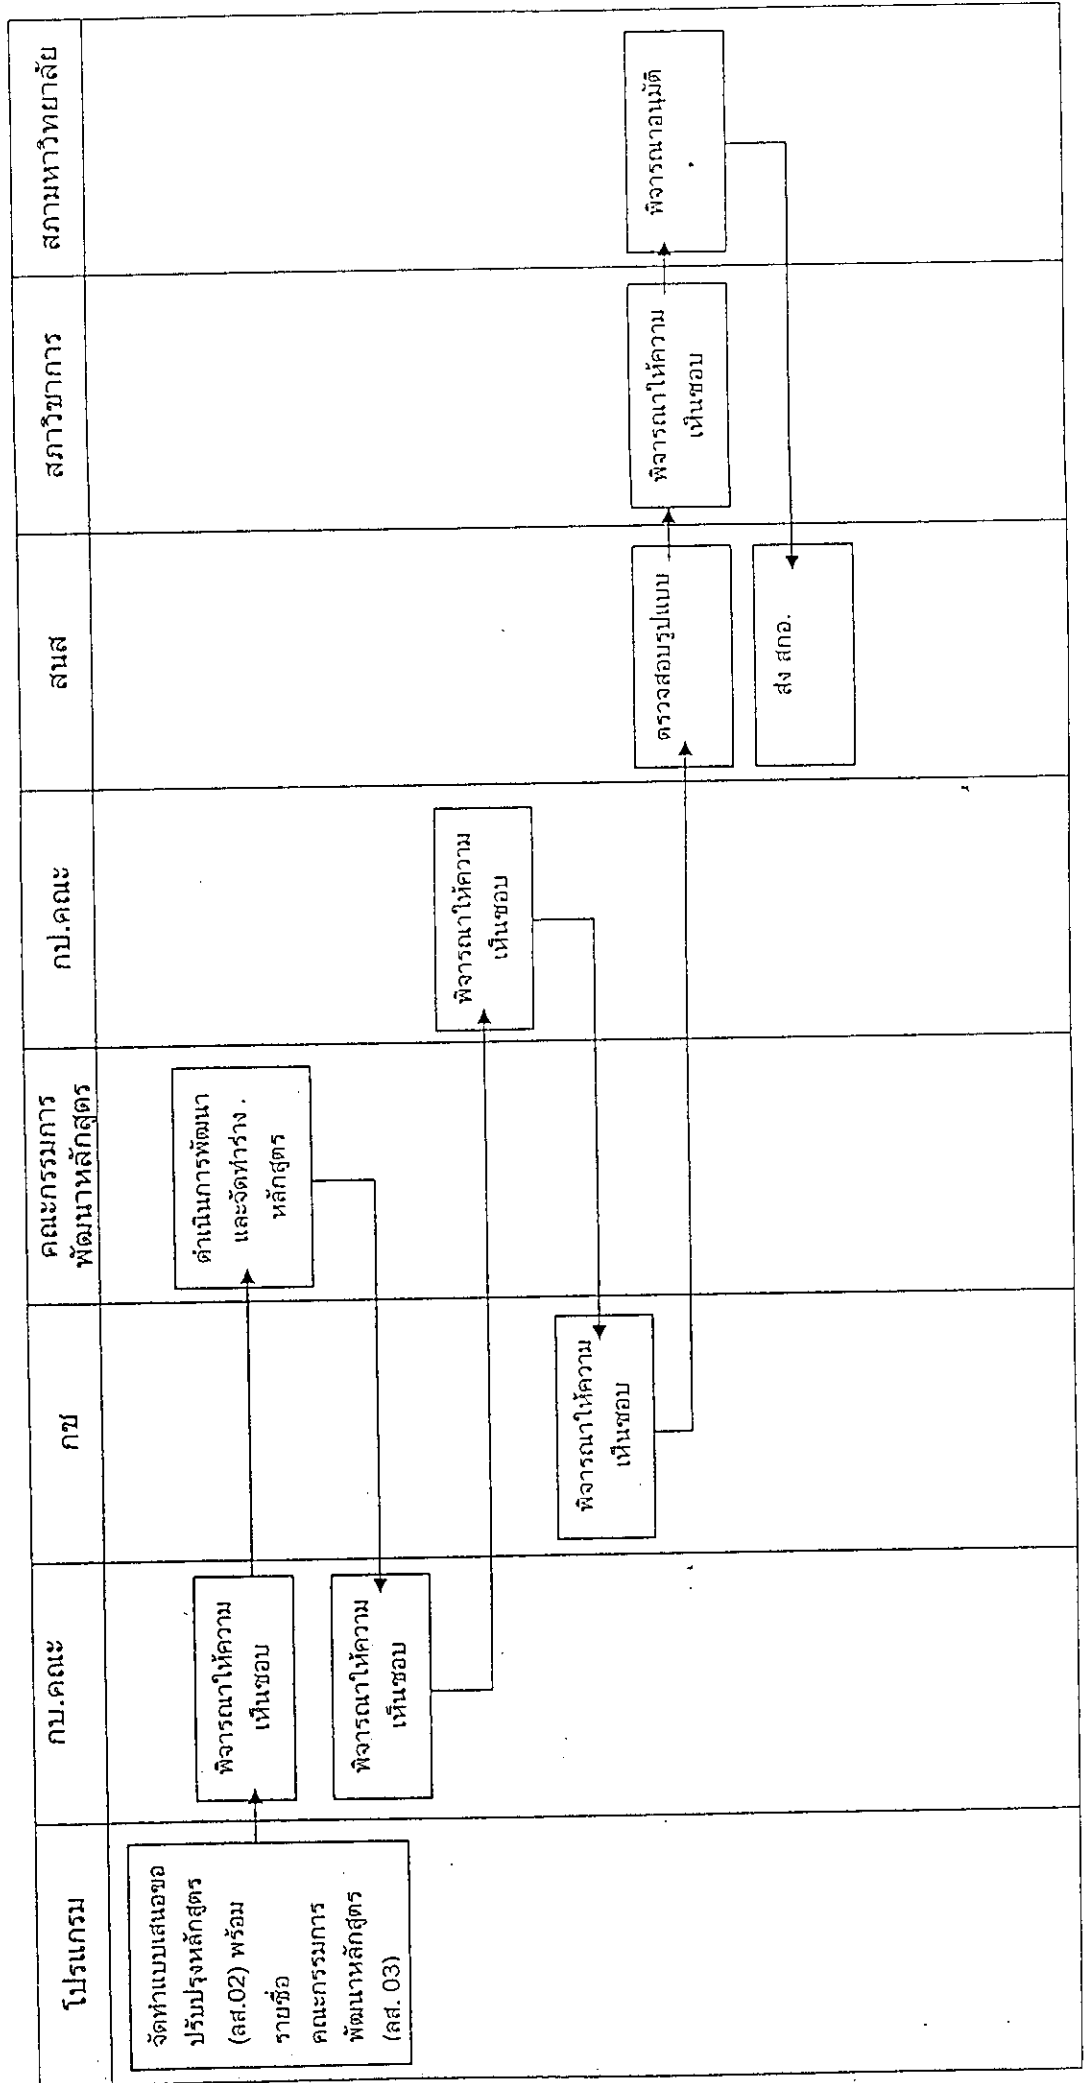 โปรแกรม
กบ.คณะ
กช
คณะกรรมการ
พัฒนาหลักสูตร
กป.คณะ
สนส
สภาวิชาการ
สภามหาวิทยาลัย
จัดทำแบบเสนอขอ
ปรับปรุงหลักสูตร
(ลส.02) พร้อม
รายชื่อ
คณะกรรมการ
พัฒนาหลักสูตร
(ลส. 03)
พิจารณาให้ความ
เห็นชอบ
ดำเนินการพัฒนา
และจัดทำร่าง
หลักสูตร
พิจารณาให้ความ
เห็นชอบ
พิจารณาให้ความ
เห็นชอบ
พิจารณาให้ความ
เห็นชอบ
ตรวจสอบรูปแบบ
พิจารณาให้ความ
เห็นชอบ
พิจารณาอนุมัติ
ส่ง สกอ.